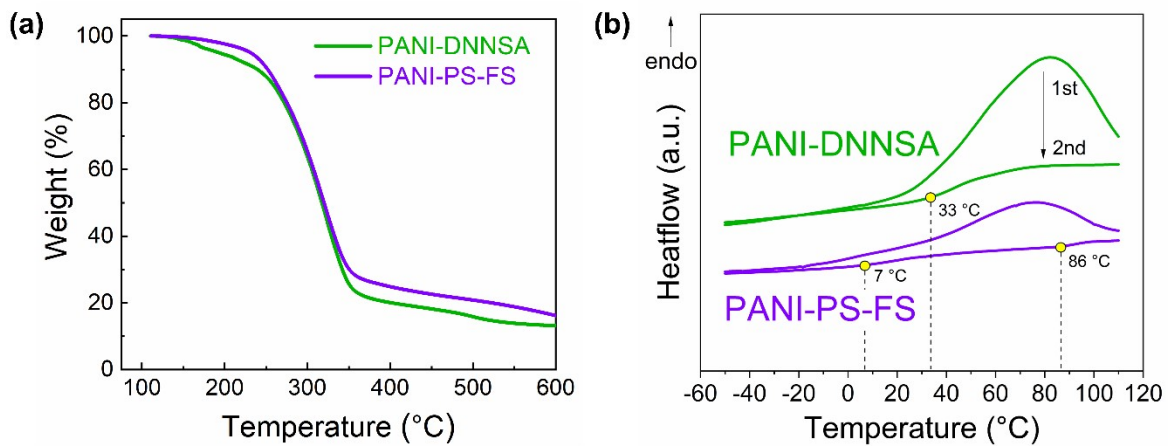 (a)
100
80
60
40
20
0
Weight (%)
PANI-DNNSA
PANI-PS-FS
100 200 300 400 500 600
Temperature (°C)
(b)
endo
Heatflow (a.u.)
1st
2nd
PANI-DNNSA
33 °C
86 °C
7 °C
PANI-PS-FS
-60 -40 -20 0 20 40 60 80 100 120
Temperature (°C)